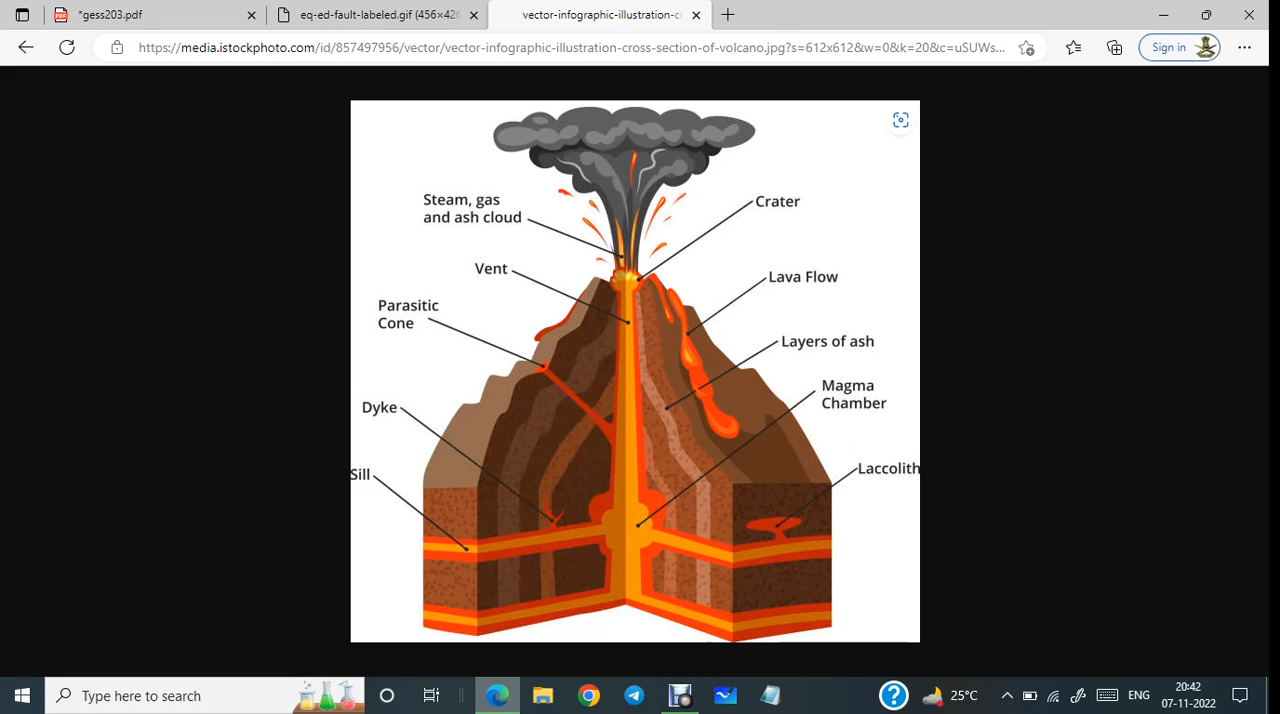 *gess203.pdf
eq-ed-fault-labeled.gif (456×426
vector-infographic-illustration-c
https://media.istockphoto.com/id/857497956/vector/vector-infographic-illustration-cross-section-of-volcano.jpg?s=612x612&w=0&k=20&c=uSUWs...
Sign in
Steam, gas
and ash cloud
Crater
Vent
Lava Flow
Parasitic
Cone
Layers of ash
Magma
Chamber
Dyke
Laccolith
Sill
Type here to search
25°C
ENG
20:42
07-11-2022